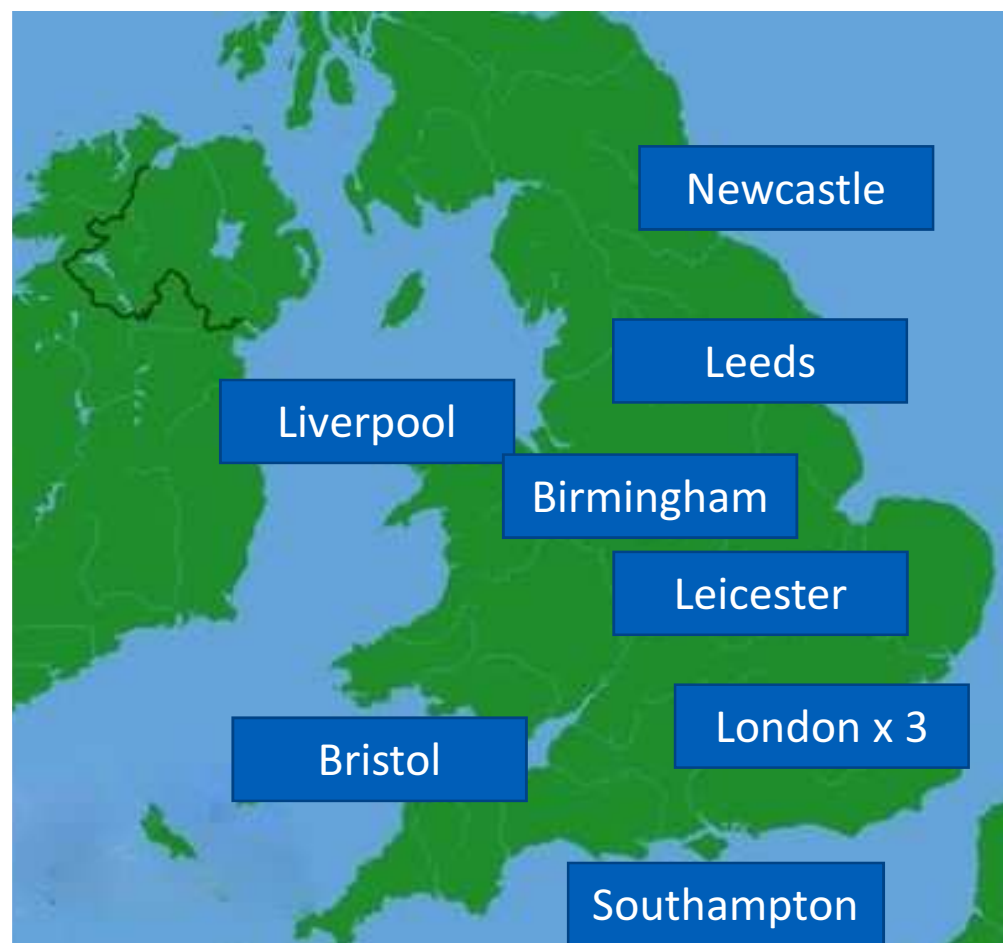 Newcastle
Leeds
Liverpool
Birmingham
Leicester
London x 3
Bristol
Southampton